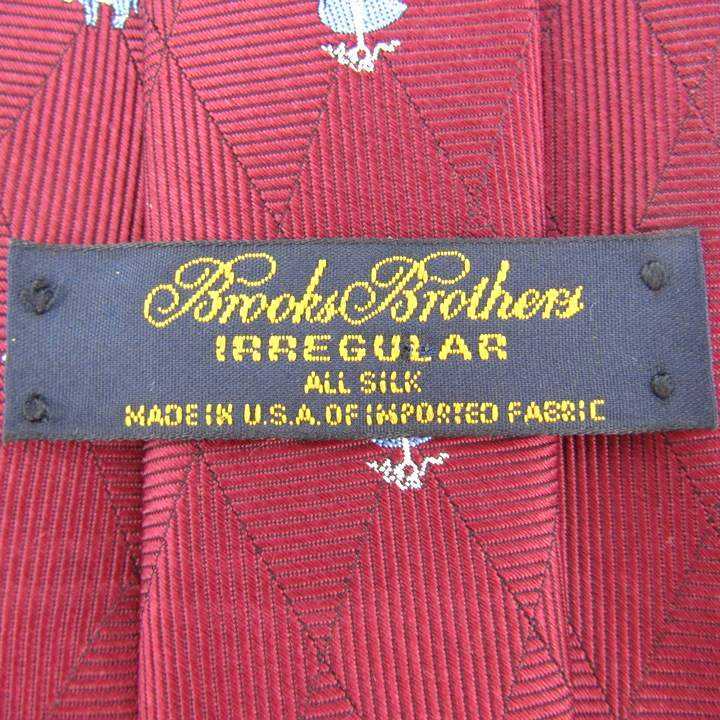 Brooks Brothers
IRREGULAR
ALL SILK
MADE IN U.S.A. OF IMPORTED FABRIC